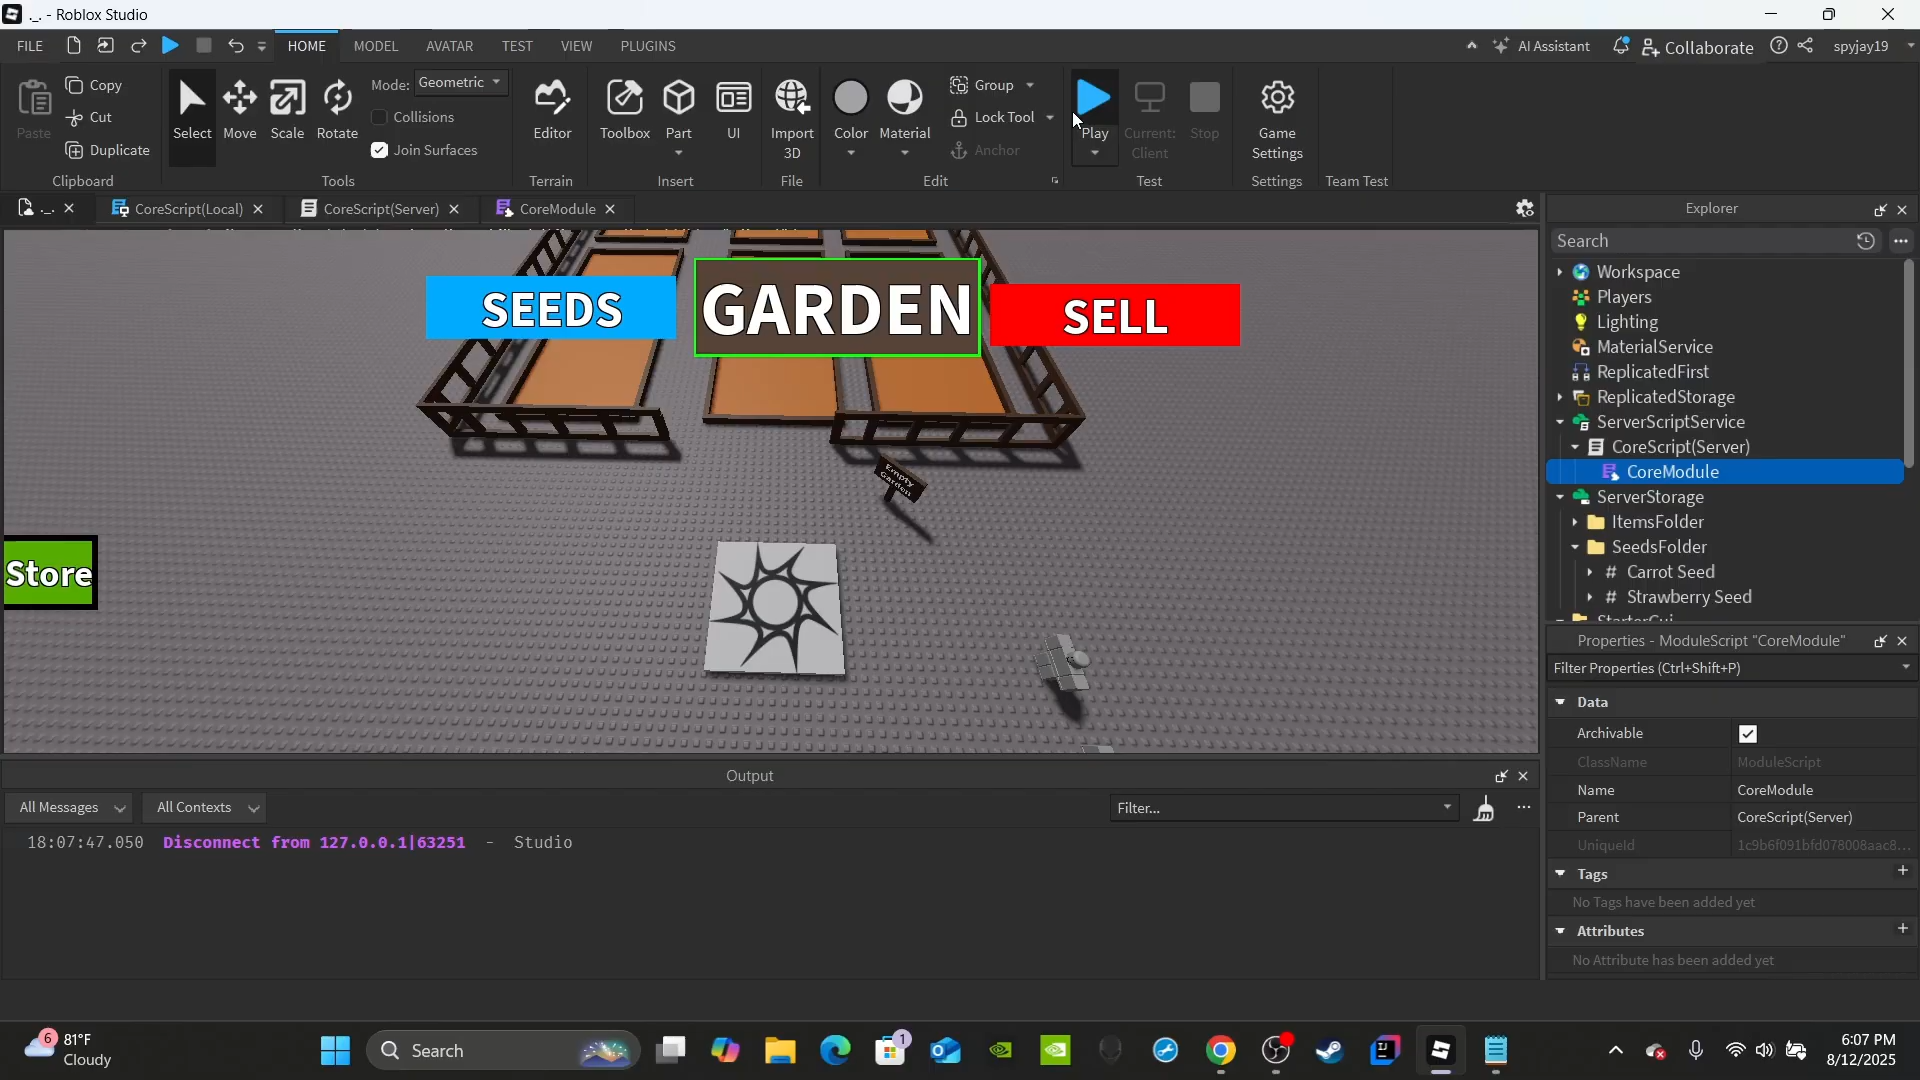 ._. - Roblox Studio
FILE HOME MODEL AVATAR TEST VIEW PLUGINS AI Assistant Collaborate spyjay19
Paste Copy Cut Duplicate
Select Move Scale Rotate
Mode: Geometric
Collisions
Join Surfaces
Editor
Toolbox Part UI
Import
3D
Color Material
Group
Lock Tool
Anchor
Play
Current:
Client
Stop
Game
Settings
Clipboard Tools Terrain Insert File Edit Test Settings Team Test
._. CoreScript(Local) CoreScript(Server) CoreModule
SEEDS GARDEN SELL
Empty
Garden
Store
Explorer
Search
Workspace
Players
Lighting
MaterialService
ReplicatedFirst
ReplicatedStorage
ServerScriptService
CoreScript(Server)
CoreModule
ServerStorage
ItemsFolder
SeedsFolder
# Carrot Seed
# Strawberry Seed
StarterGui
Properties - ModuleScript "CoreModule"
Filter Properties (Ctrl+Shift+P)
Data
Archivable
ClassName ModuleScript
Name CoreModule
Parent CoreScript(Server)
UniqueId 1c9b6f091bfd078008aac8...
Tags
No Tags have been added yet
Attributes
No Attribute has been added yet
Output
All Messages All Contexts Filter...
18:07:47.050 Disconnect from 127.0.0.1|63251 - Studio
6
81°F
Cloudy
Search
1
6:07 PM
8/12/2025